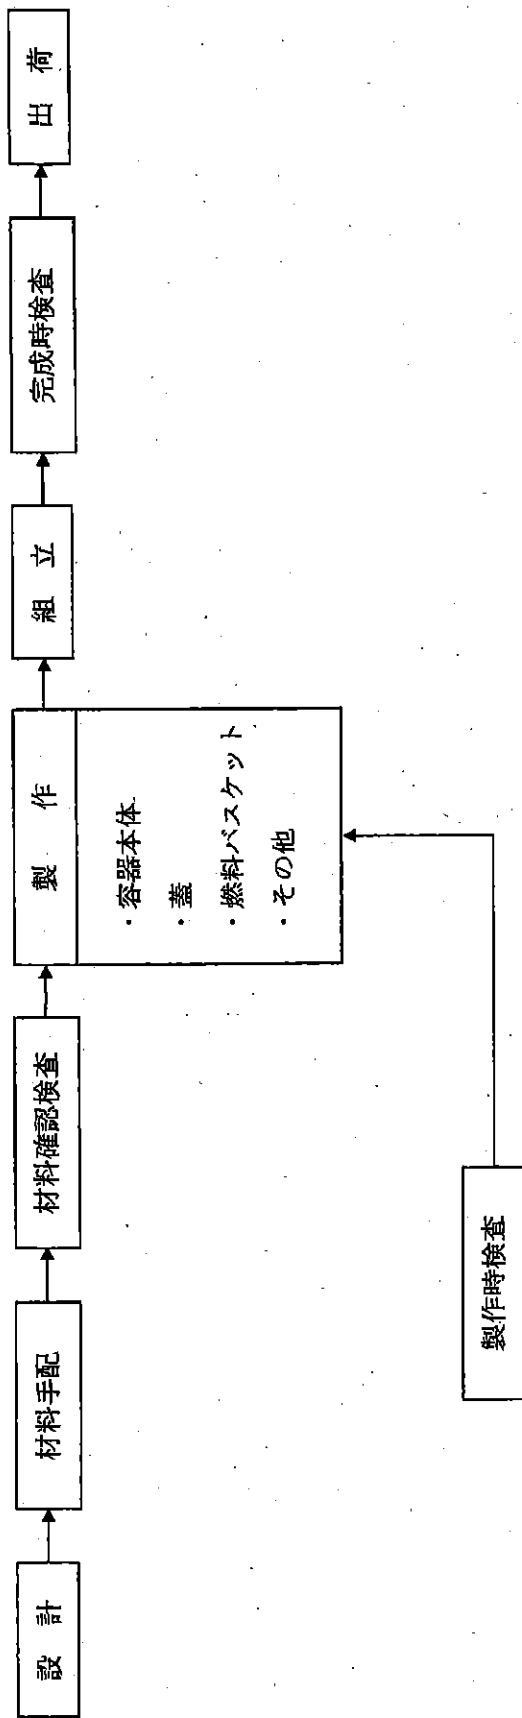 設 計
材料手配
材料確認検査
製 作
・容器本体
・蓋
・燃料バスケット
・その他
組 立
完成時検査
出 荷
製作時検査